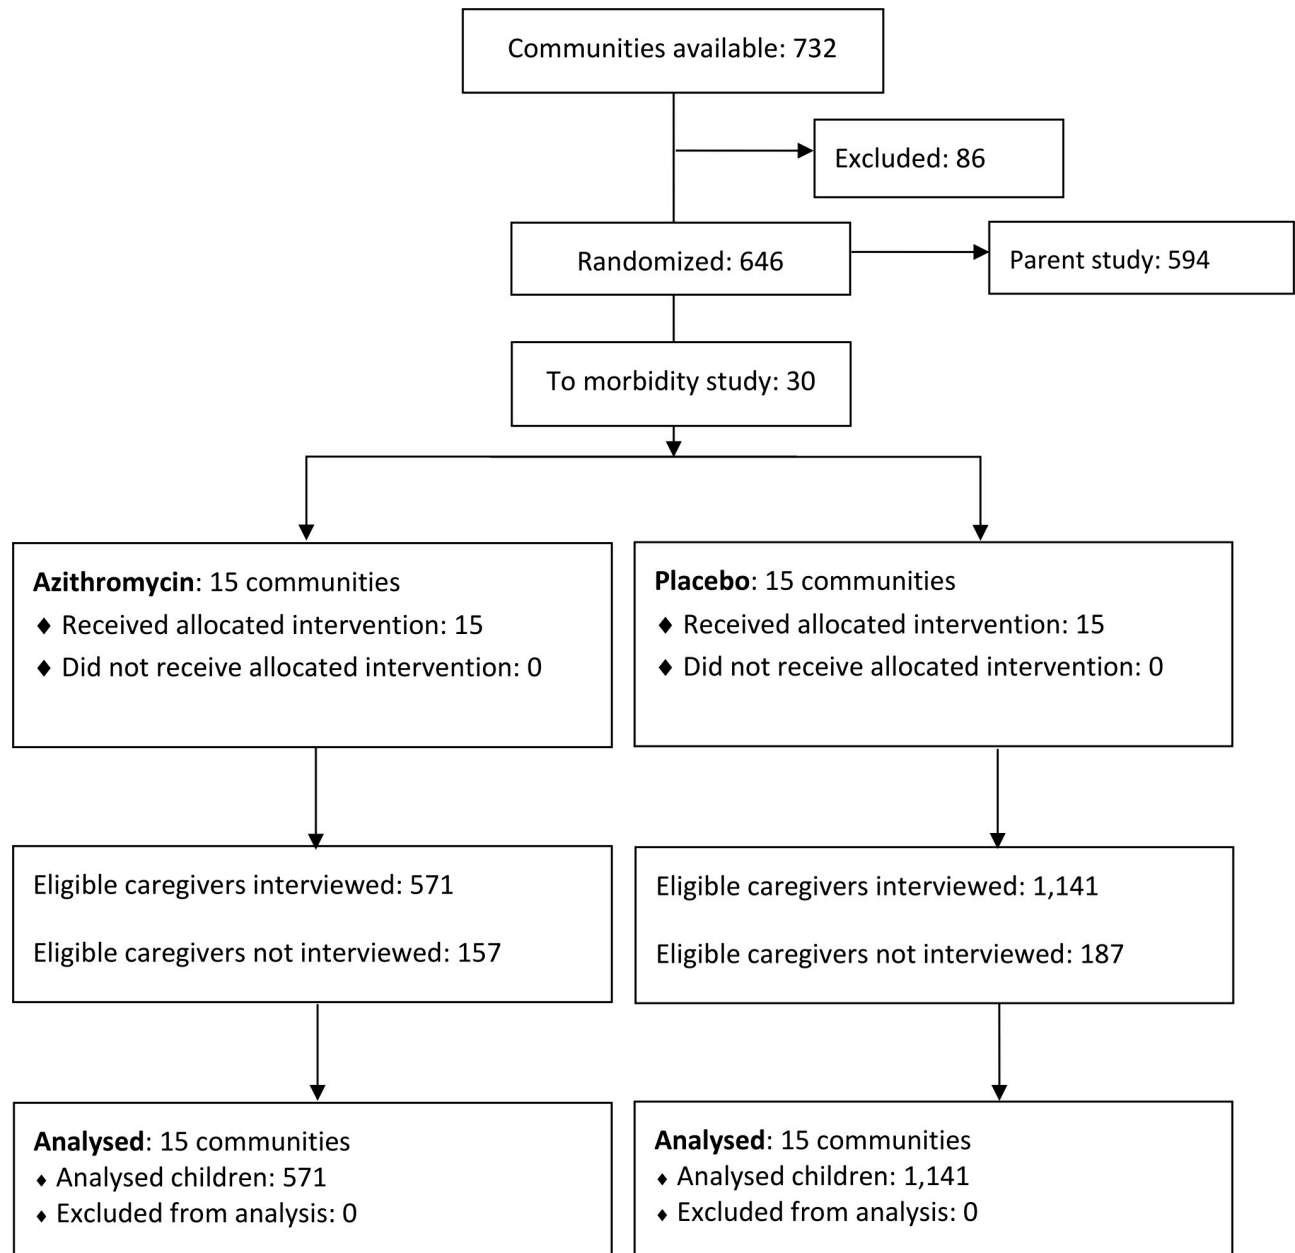 Communities available: 732
Excluded: 86
Randomized: 646
Parent study: 594
To morbidity study: 30
Azithromycin: 15 communities
♦ Received allocated intervention: 15
♦ Did not receive allocated intervention: 0
Placebo: 15 communities
♦ Received allocated intervention: 15
♦ Did not receive allocated intervention: 0
Eligible caregivers interviewed: 571
Eligible caregivers not interviewed: 157
Eligible caregivers interviewed: 1,141
Eligible caregivers not interviewed: 187
Analysed: 15 communities
♦ Analysed children: 571
♦ Excluded from analysis: 0
Analysed: 15 communities
♦ Analysed children: 1,141
♦ Excluded from analysis: 0